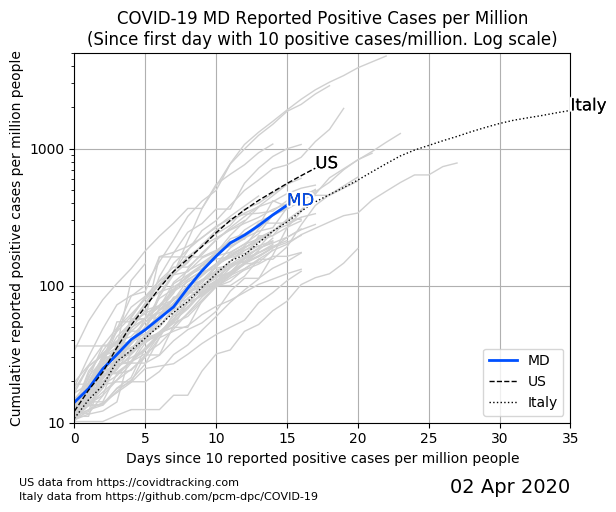 COVID-19 MD Reported Positive Cases per Million
(Since first day with 10 positive cases/million. Log scale)
Cumulative reported positive cases per million people
1000
100
10
Italy
US
MD
MD
US
Italy
0 5 10 15 20 25 30 35
Days since 10 reported positive cases per million people
US data from https://covidtracking.com
Italy data from https://github.com/pcm-dpc/COVID-19
02 Apr 2020